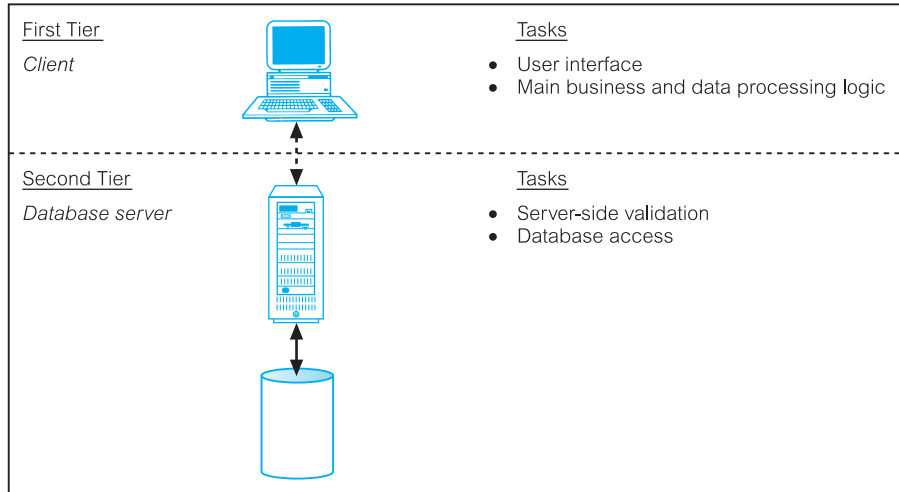 First Tier
Client
Tasks
● User interface
● Main business and data processing logic
Second Tier
Database server
Tasks
● Server-side validation
● Database access